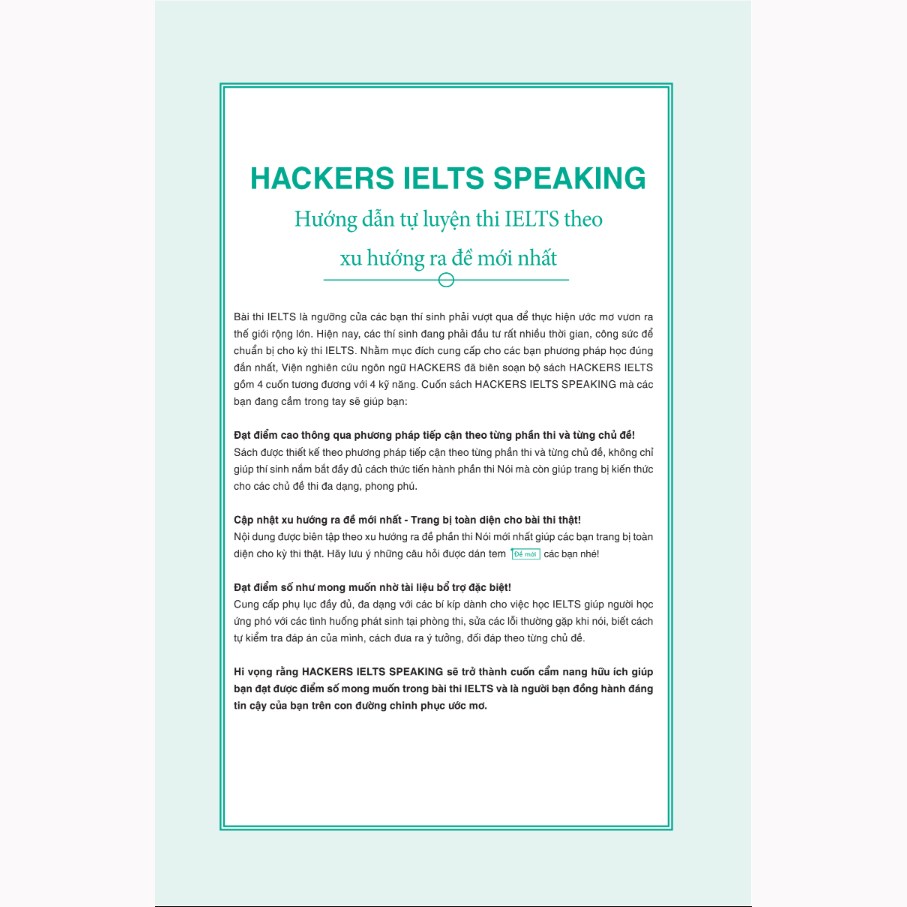 HACKERS IELTS SPEAKING
Hướng dẫn tự luyện thi IELTS theo
xu hướng ra đề mới nhất
Bài thi IELTS là ngưỡng cửa các bạn thí sinh phải vượt qua để thực hiện ước mơ vươn ra
thế giới rộng lớn. Hiện nay, các thí sinh đang phải đầu tư rất nhiều thời gian, công sức để
chuẩn bị cho kỳ thi IELTS. Nhằm mục đích cung cấp cho các bạn phương pháp học đúng
đắn nhất, Viện nghiên cứu ngôn ngữ HACKERS đã biên soạn bộ sách HACKERS IELTS
gồm 4 cuốn tương đương với 4 kỹ năng. Cuốn sách HACKERS IELTS SPEAKING mà các
bạn đang cầm trong tay sẽ giúp bạn:
Đạt điểm cao thông qua phương pháp tiếp cận theo từng phần thi và từng chủ đề!
Sách được thiết kế theo phương pháp tiếp cận theo từng phần thi và từng chủ đề, không chỉ
giúp thí sinh nắm bắt đầy đủ cách thức tiến hành phần thi Nói mà còn giúp trang bị kiến thức
cho các chủ đề thi đa dạng, phong phú.
Cập nhật xu hướng ra đề mới nhất - Trang bị toàn diện cho bài thi thật!
Nội dung được biên tập theo xu hướng ra đề phần thi Nói mới nhất giúp các bạn trang bị toàn
diện cho kỳ thi thật. Hãy lưu ý những câu hỏi được dán tem Đề mới các bạn nhé!
Đạt điểm số như mong muốn nhờ tài liệu bổ trợ đặc biệt!
Cung cấp phụ lục đầy đủ, đa dạng với các bí kíp dành cho việc học IELTS giúp người học
ứng phó với các tình huống phát sinh tại phòng thi, sửa các lỗi thường gặp khi nói, biết cách
tự kiểm tra đáp án của mình, cách đưa ra ý tưởng, đối đáp theo từng chủ đề.
Hi vọng rằng HACKERS IELTS SPEAKING sẽ trở thành cuốn cẩm nang hữu ích giúp
bạn đạt được điểm số mong muốn trong bài thi IELTS và là người bạn đồng hành đáng
tin cậy của bạn trên con đường chinh phục ước mơ.